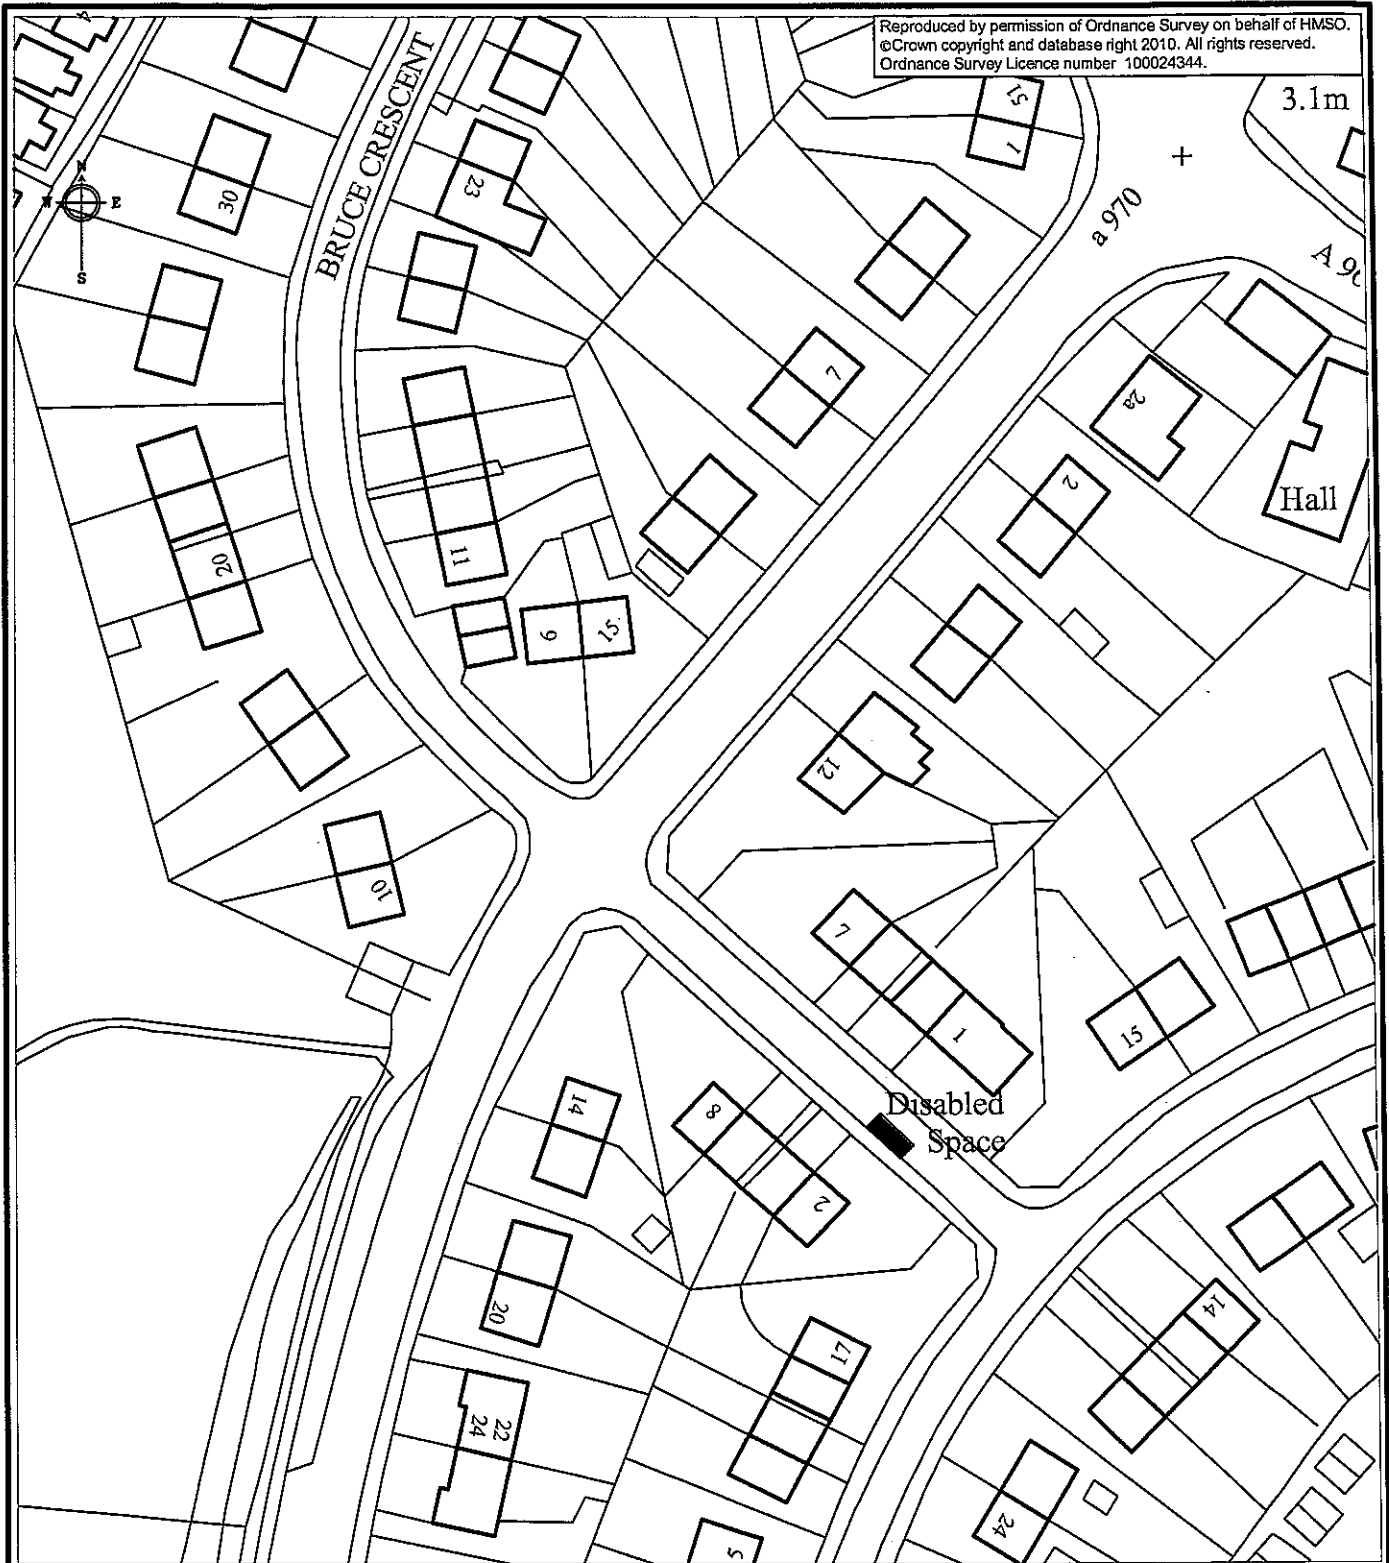 Reproduced by permission of Ordnance Survey on behalf of HMSO.
©Crown copyright and database right 2010. All rights reserved.
Ordnance Survey Licence number 100024344.
3.1m
BRUCE CRESCENT
N
W E
S
30
23
51
1
a 970
A 9
7
2a
2
Hall
20
11
9
15
12
10
7
1
15
Disabled
Space
14
8
2
20
17
14
22
24
24
5